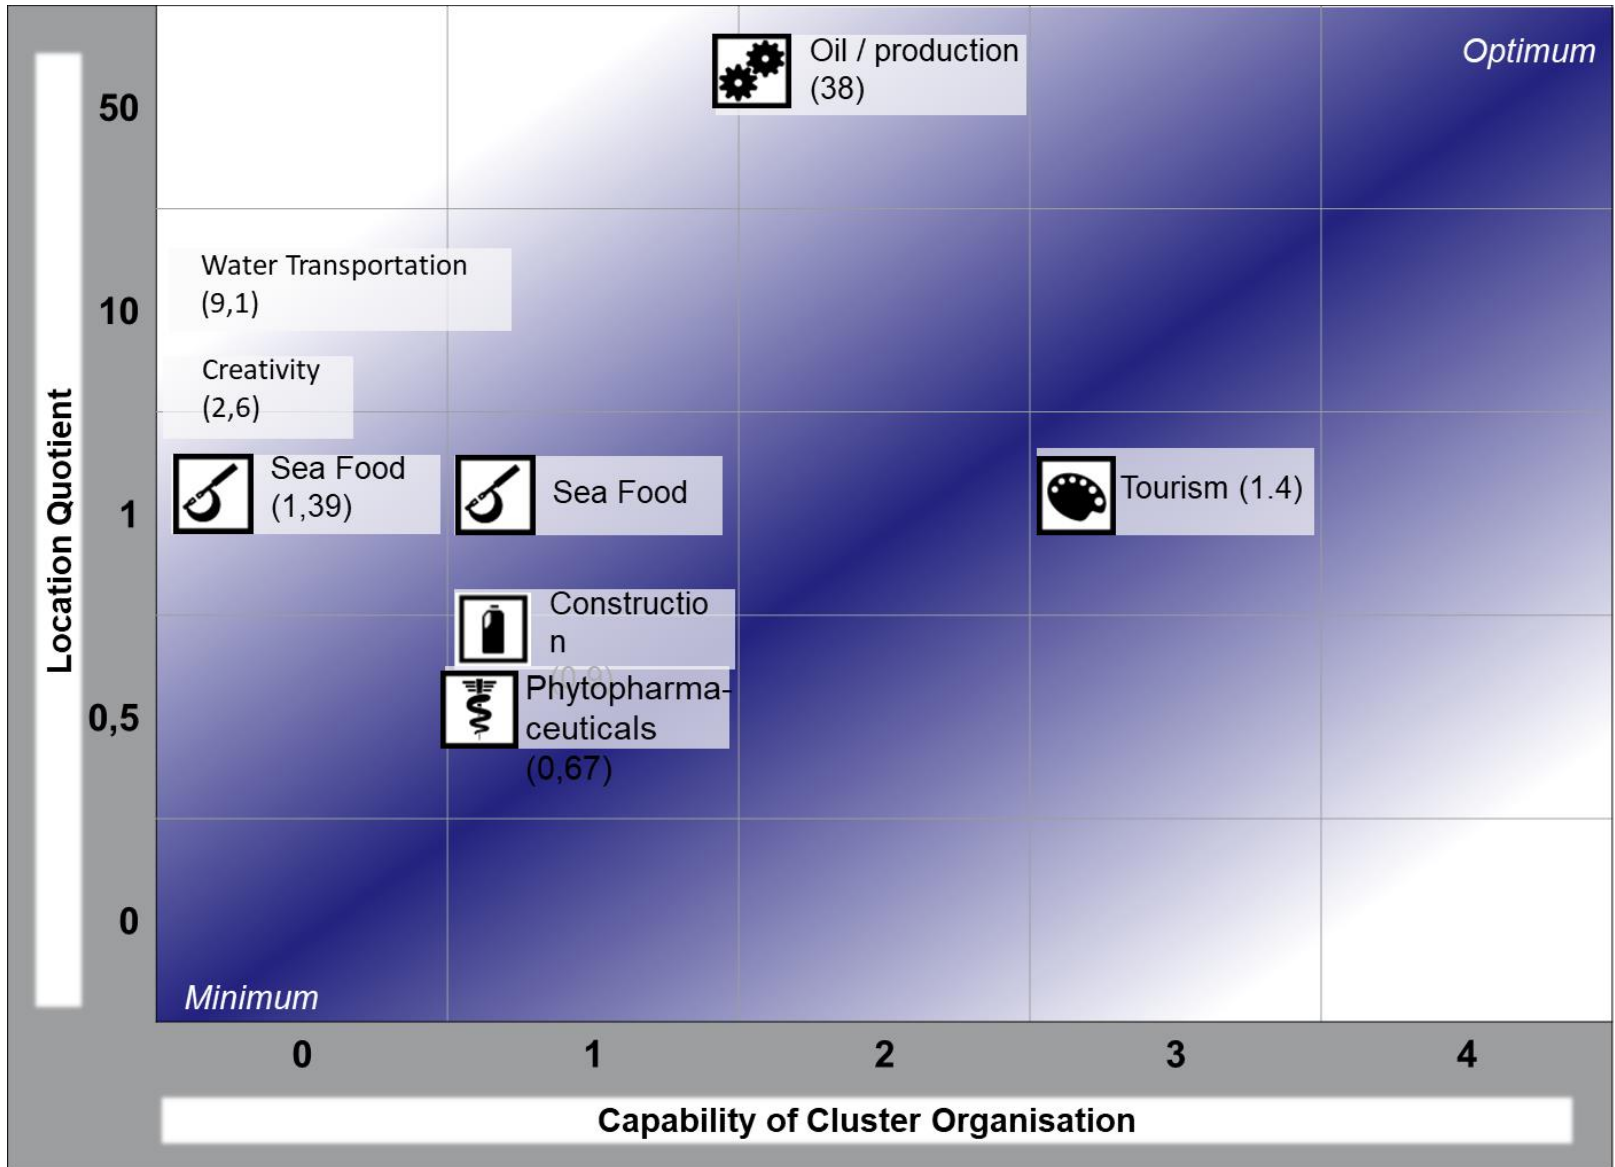 Optimum
Oil / production
(38)
50
Water Transportation
(9,1)
10
Creativity
(2,6)
Location Quotient
Sea Food
(1,39)
Sea Food
Tourism (1.4)
1
Constructio
n
(0,9)
Phytopharma-
ceuticals
(0,67)
0,5
0
Minimum
0
1
2
3
4
Capability of Cluster Organisation